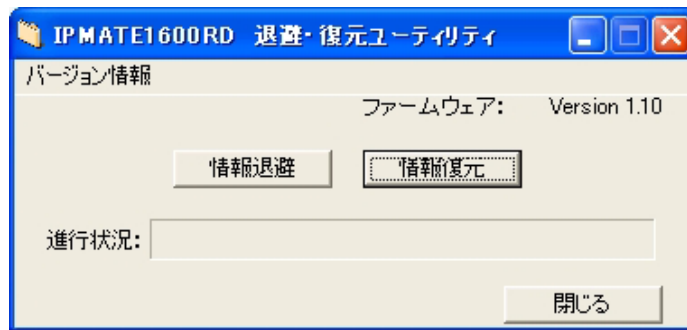 IPMATE1600RD 退避・復元ユーティリティ
バージョン情報
ファームウェア： Version 1.10
情報退避 情報復元
進行状況：
閉じる